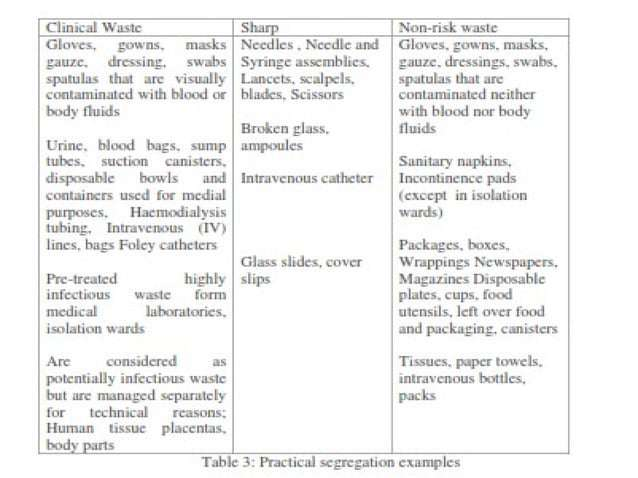 Clinical Waste
Gloves, gowns, masks
gauze, dressing, swabs
spatulas that are visually
contaminated with blood or
body fluids
Urine, blood bags, sump
tubes, suction canisters,
disposable bowls and
containers used for medial
purposes, Haemodialysis
tubing, Intravenous (IV)
lines, bags Foley catheters
Pre-treated highly
infectious waste form
medical laboratories,
isolation wards
Are considered as
potentially infectious waste
but are managed separately
for technical reasons;
Human tissue placentas,
body parts
Sharp
Needles , Needle and
Syringe assemblies,
Lancets, scalpels,
blades, Scissors
Broken glass,
ampoules
Intravenous catheter
Glass slides, cover
slips
Non-risk waste
Gloves, gowns, masks,
gauze, dressings, swabs,
spatulas that are
contaminated neither
with blood nor body
fluids
Sanitary napkins,
Incontinence pads
(except in isolation
wards)
Packages, boxes,
Wrappings Newspapers,
Magazines Disposable
plates, cups, food
utensils, left over food
and packaging, canisters
Tissues, paper towels,
intravenous bottles,
packs
Table 3: Practical segregation examples